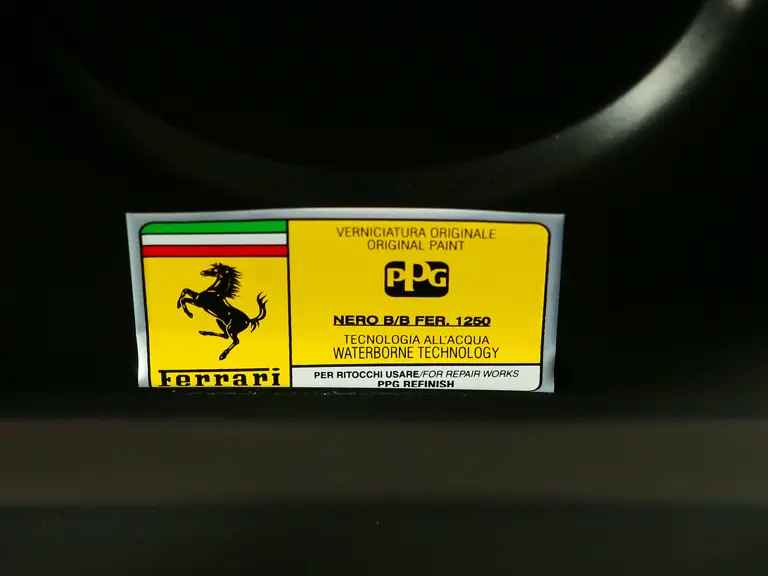 Ferrari
VERNICIATURA ORIGINALE
ORIGINAL PAINT
PPG
NERO B/B FER. 1250
TECNOLOGIA ALL'ACQUA
WATERBORNE TECHNOLOGY
PER RITOCCHI USARE/FOR REPAIR WORKS
PPG REFINISH